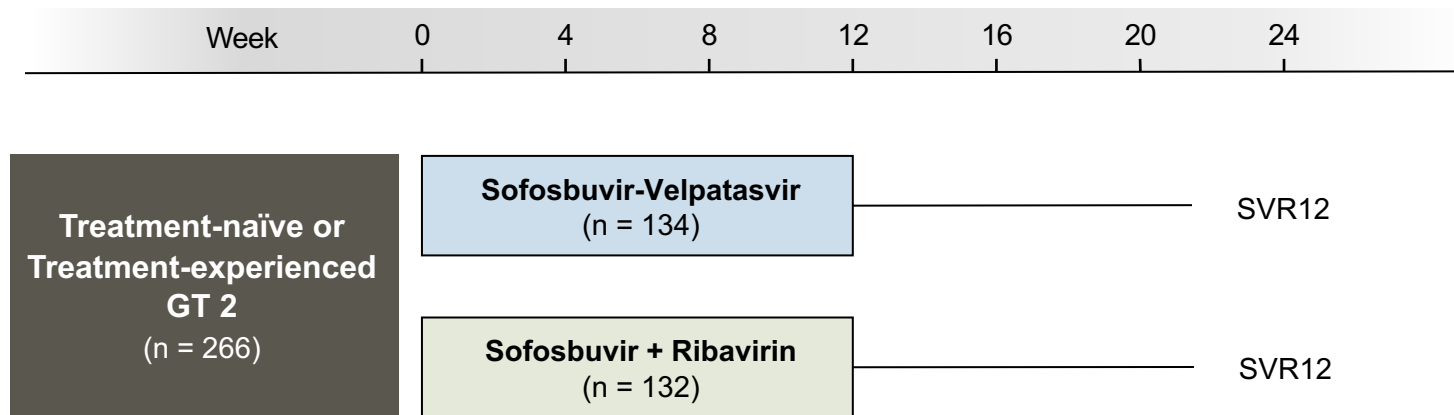 Week 0 4 8 12 16 20 24
Treatment-naïve or
Treatment-experienced
GT 2
(n = 266)
Sofosbuvir-Velpatasvir
(n = 134)
SVR12
Sofosbuvir + Ribavirin
(n = 132)
SVR12